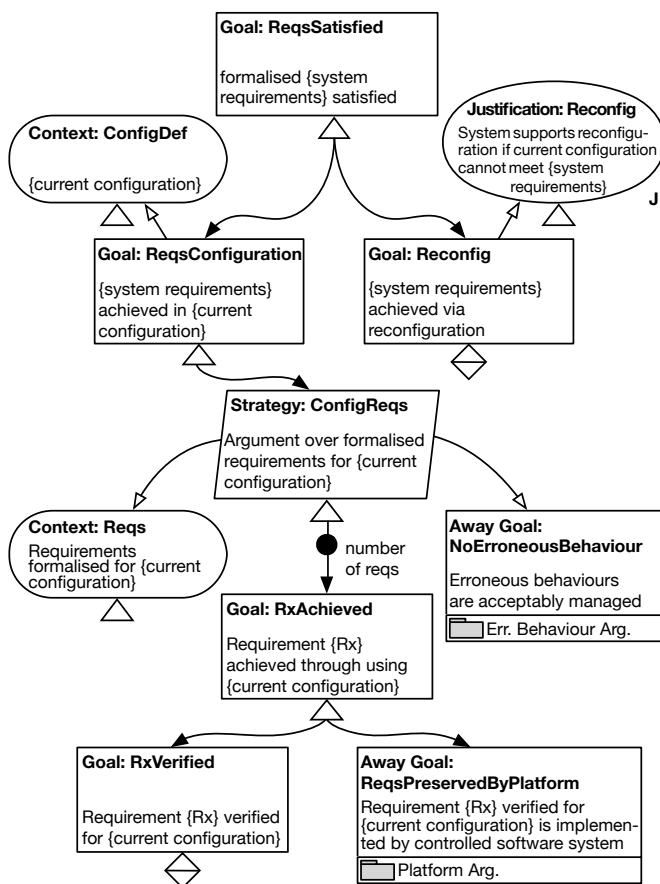 Goal: ReqsSatisfied
formalised {system
requirements} satisfied
Justification: Reconfig
System supports reconfigu-
ration if current configuration
cannot meet {system
requirements}
J
Context: ConfigDef
{current configuration}
Goal: ReqsConfiguration
{system requirements}
achieved in {current
configuration}
Goal: Reconfig
{system requirements}
achieved via
reconfiguration
Strategy: ConfigReqs
Argument over formalised
requirements for {current
configuration}
Context: Reqs
Requirements
formalised for {current
configuration}
number
of reqs
Away Goal:
NoErroneousBehaviour
Erroneous behaviours
are acceptably managed
Err. Behaviour Arg.
Goal: RxAchieved
Requirement {Rx}
achieved through using
{current configuration}
Goal: RxVerified
Requirement {Rx} verified
for {current configuration}
Away Goal:
ReqsPreservedByPlatform
Requirement {Rx} verified for
{current configuration} is implemen-
ted by controlled software system
Platform Arg.